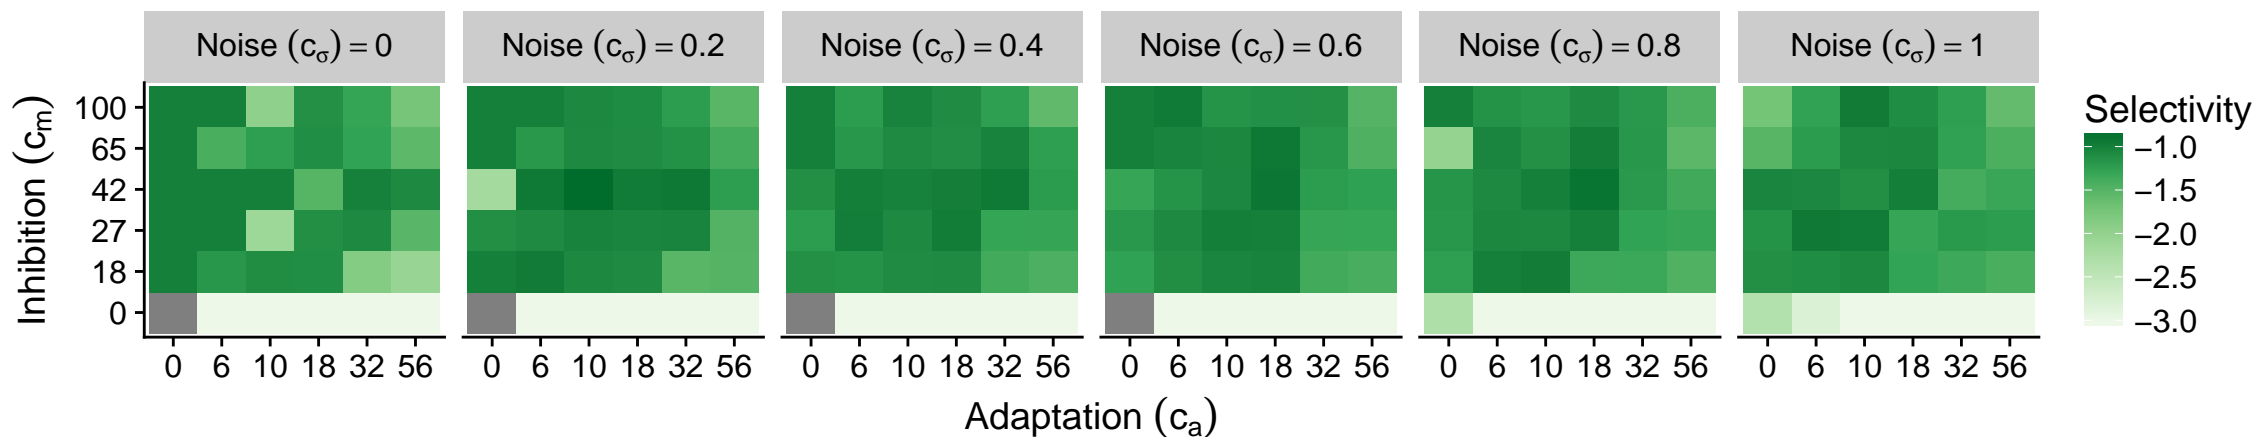 Noise (cσ) = 0
Noise (cσ) = 0.2
Noise (cσ) = 0.4
Noise (cσ) = 0.6
Noise (cσ) = 0.8
Noise (cσ) = 1
Inhibition (cm)
100
65
42
27
18
0
0 6 10 18 32 56
0 6 10 18 32 56
0 6 10 18 32 56
0 6 10 18 32 56
0 6 10 18 32 56
0 6 10 18 32 56
Adaptation (ca)
Selectivity
−1.0
−1.5
−2.0
−2.5
−3.0